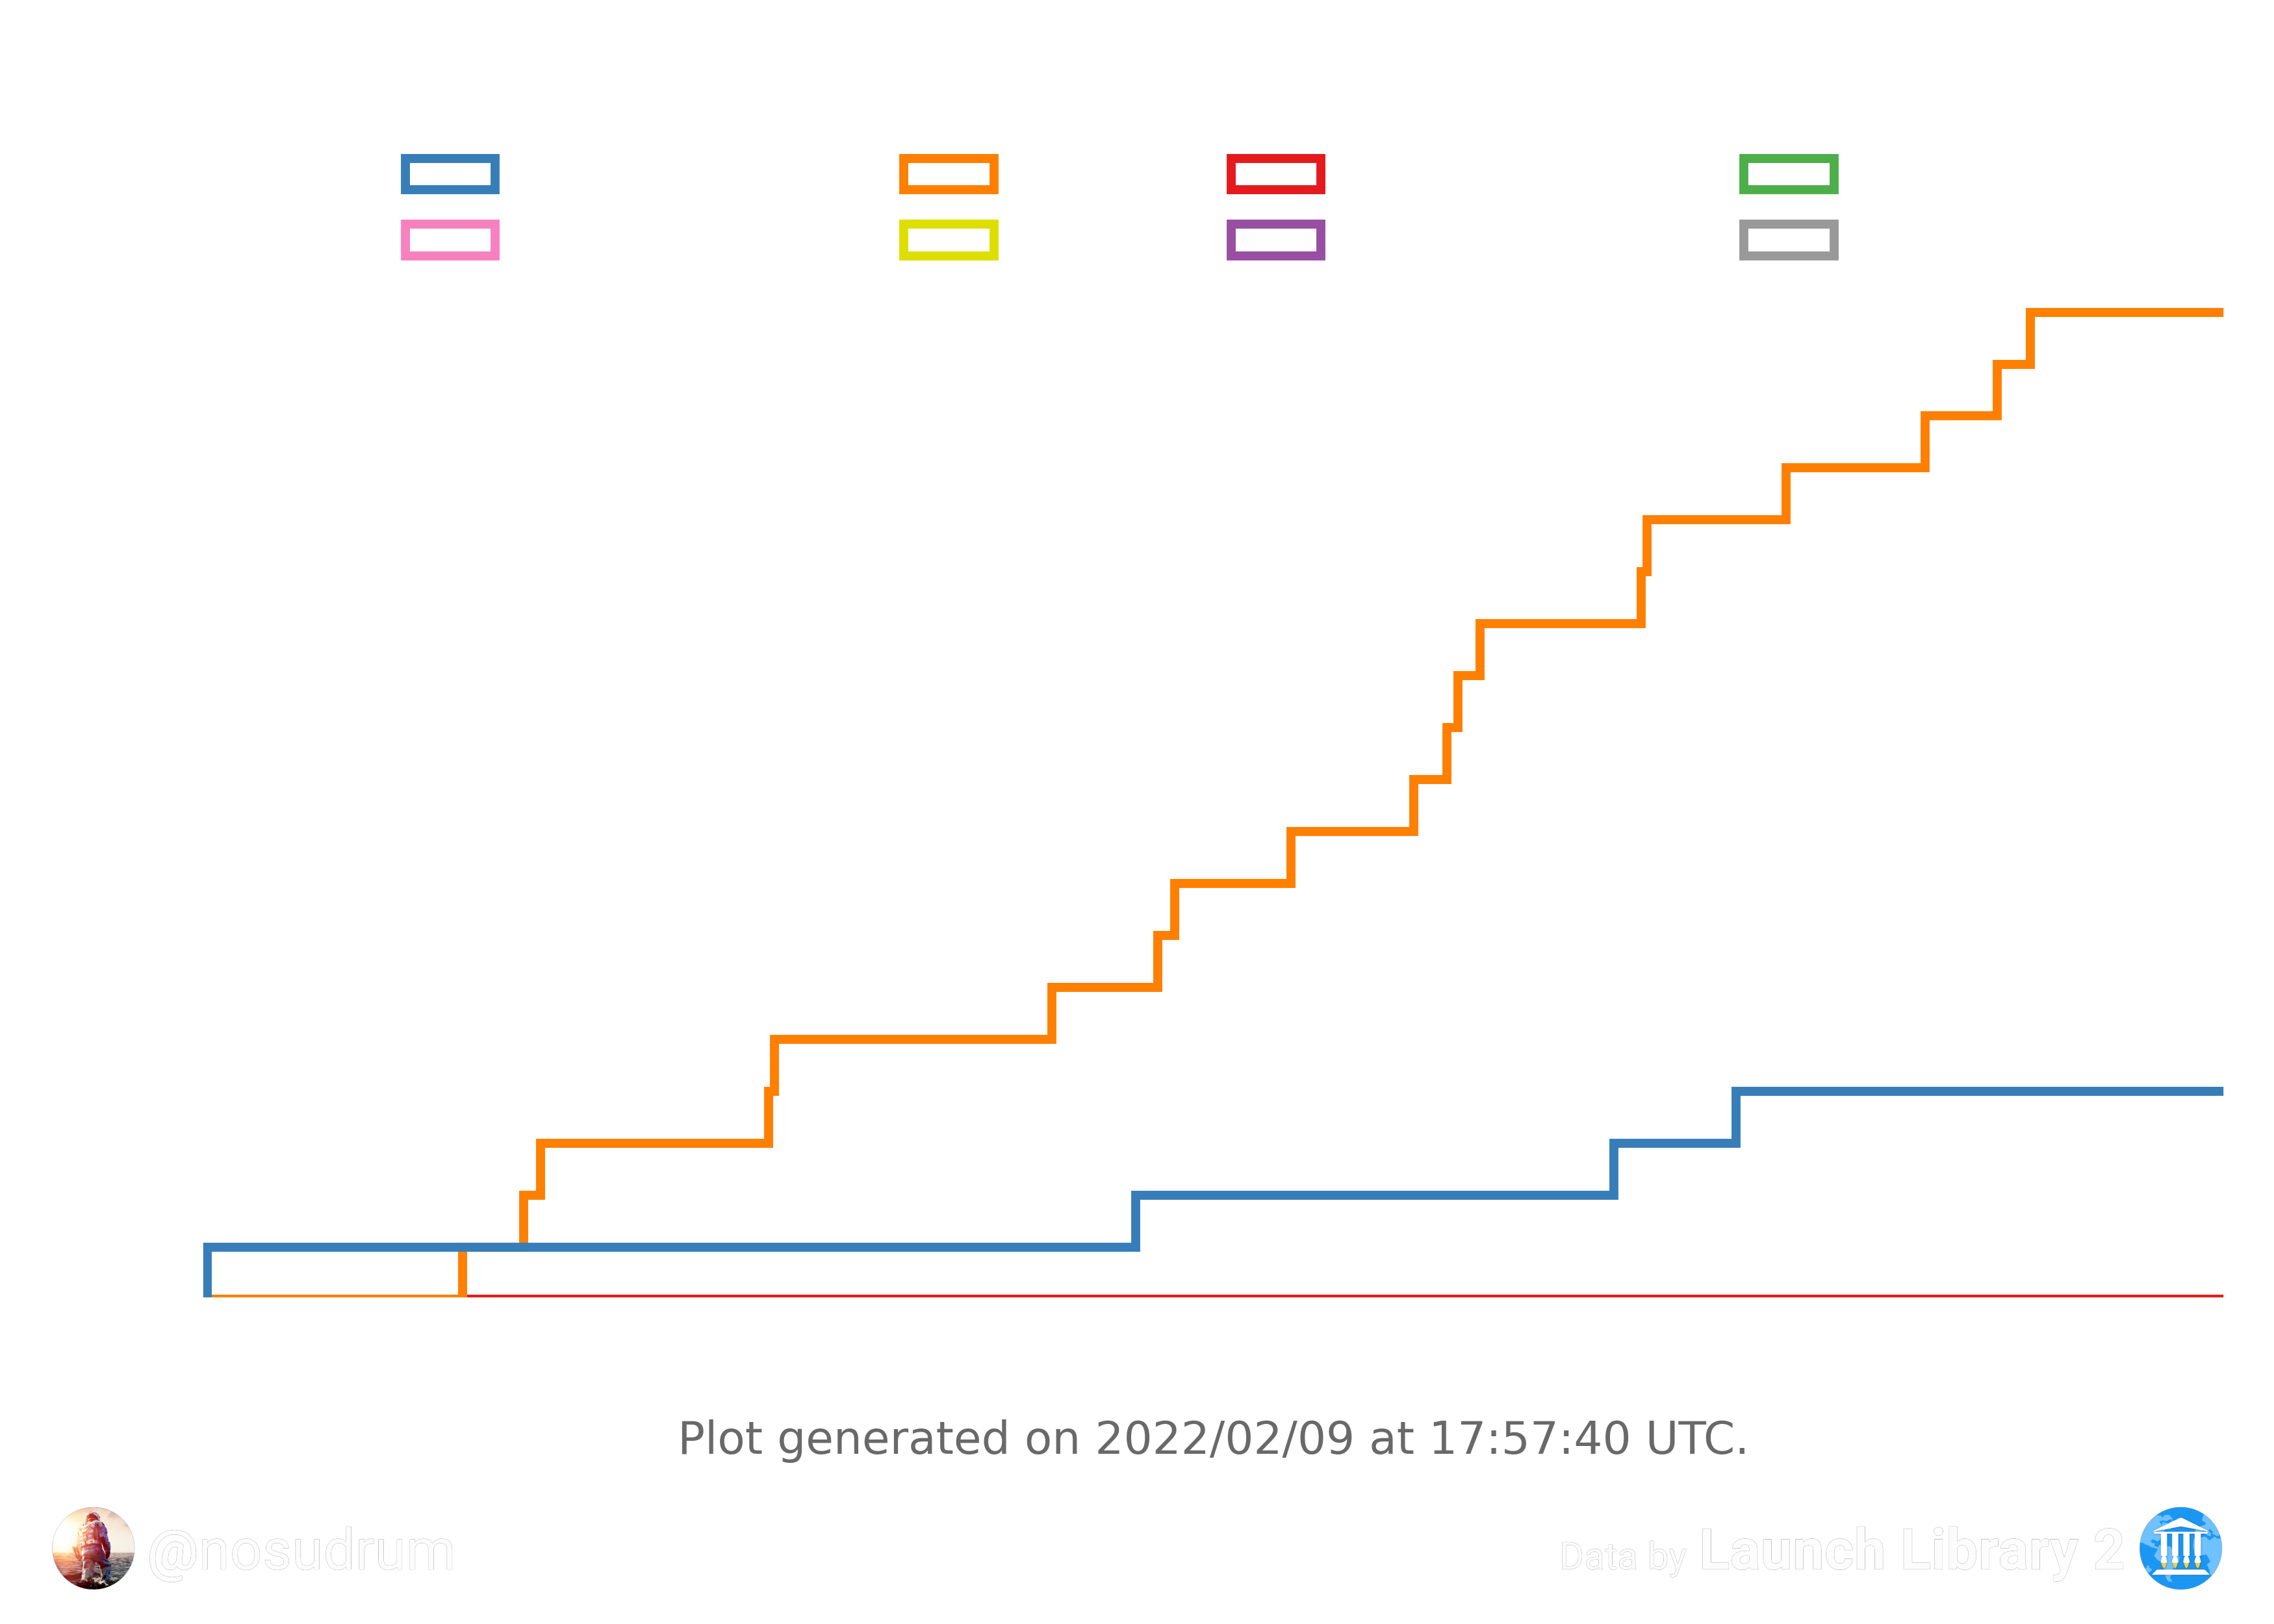 Plot generated on 2022/02/09 at 17:57:40 UTC.
@nosudrum
Data by Launch Library 2